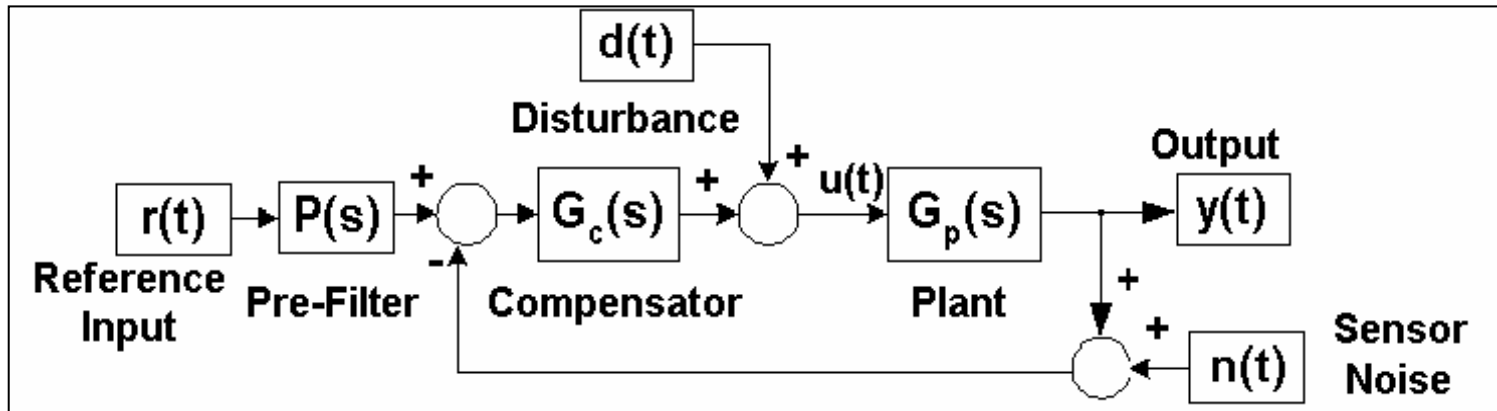 d(t)
Disturbance
+
u(t)
Output
r(t)
P(s)
+
-
G_c(s)
+
G_p(s)
y(t)
Reference
Input
Pre-Filter
Compensator
Plant
+
+
n(t)
Sensor
Noise